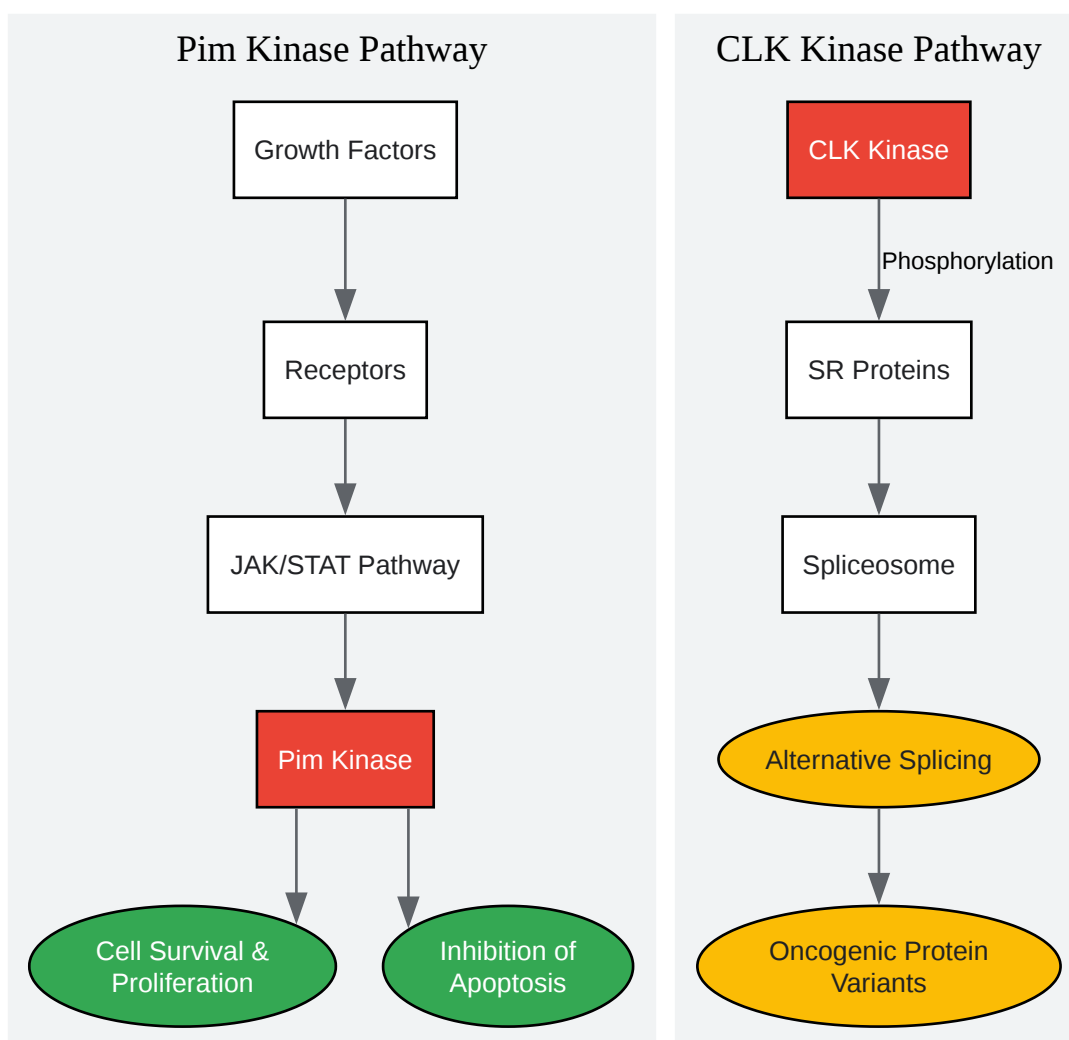 Pim Kinase Pathway
Growth Factors
Receptors
JAK/STAT Pathway
Pim Kinase
Cell Survival &
Proliferation
Inhibition of
Apoptosis
CLK Kinase Pathway
CLK Kinase
Phosphorylation
SR Proteins
Spliceosome
Alternative Splicing
Oncogenic Protein
Variants